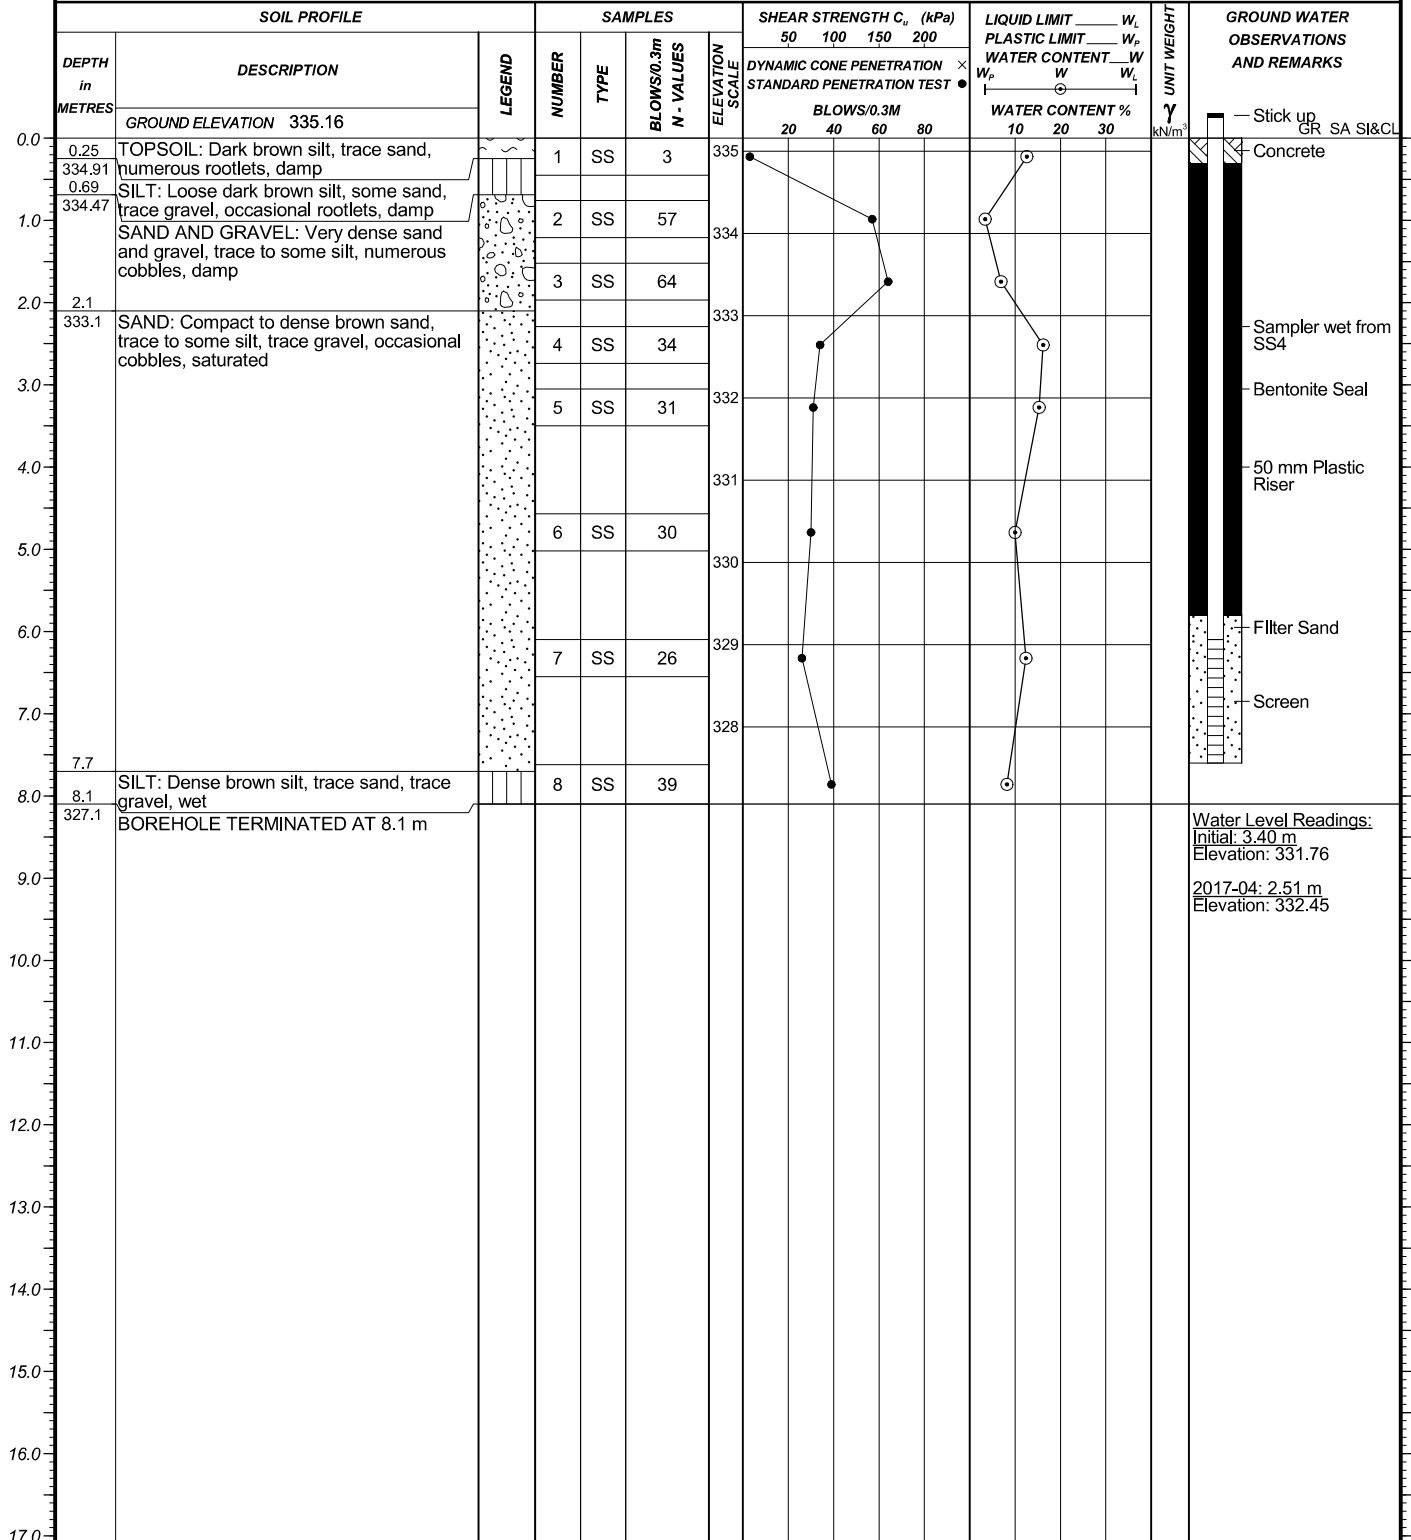 SOIL PROFILE
SAMPLES
SHEAR STRENGTH Cu (kPa)
50 100 150 200
DYNAMIC CONE PENETRATION ×
STANDARD PENETRATION TEST ●
BLOWS/0.3M
20 40 60 80
LIQUID LIMIT _____ WL
PLASTIC LIMIT ____ WP
WATER CONTENT__W
WP W WL
WATER CONTENT %
10 20 30
UNIT WEIGHT
γ
kN/m³
GROUND WATER
OBSERVATIONS
AND REMARKS
DEPTH
in
METRES
DESCRIPTION
GROUND ELEVATION 335.16
LEGEND
NUMBER
TYPE
BLOWS/0.3m
N - VALUES
ELEVATION
SCALE
Stick up
GR SA SI&CL
Concrete
0.0
1.0
2.0
3.0
4.0
5.0
6.0
7.0
8.0
9.0
10.0
11.0
12.0
13.0
14.0
15.0
16.0
17.0
0.25
334.91
0.69
334.47
2.1
333.1
7.7
8.1
327.1
TOPSOIL: Dark brown silt, trace sand,
numerous rootlets, damp
SILT: Loose dark brown silt, some sand,
trace gravel, occasional rootlets, damp
SAND AND GRAVEL: Very dense sand
and gravel, trace to some silt, numerous
cobbles, damp
SAND: Compact to dense brown sand,
trace to some silt, trace gravel, occasional
cobbles, saturated
SILT: Dense brown silt, trace sand, trace
gravel, wet
BOREHOLE TERMINATED AT 8.1 m
1 SS 3
2 SS 57
3 SS 64
4 SS 34
5 SS 31
6 SS 30
7 SS 26
8 SS 39
335
334
333
332
331
330
329
328
Sampler wet from
SS4
Bentonite Seal
50 mm Plastic
Riser
FIlter Sand
Screen
Water Level Readings:
Initial: 3.40 m
Elevation: 331.76
2017-04: 2.51 m
Elevation: 332.45